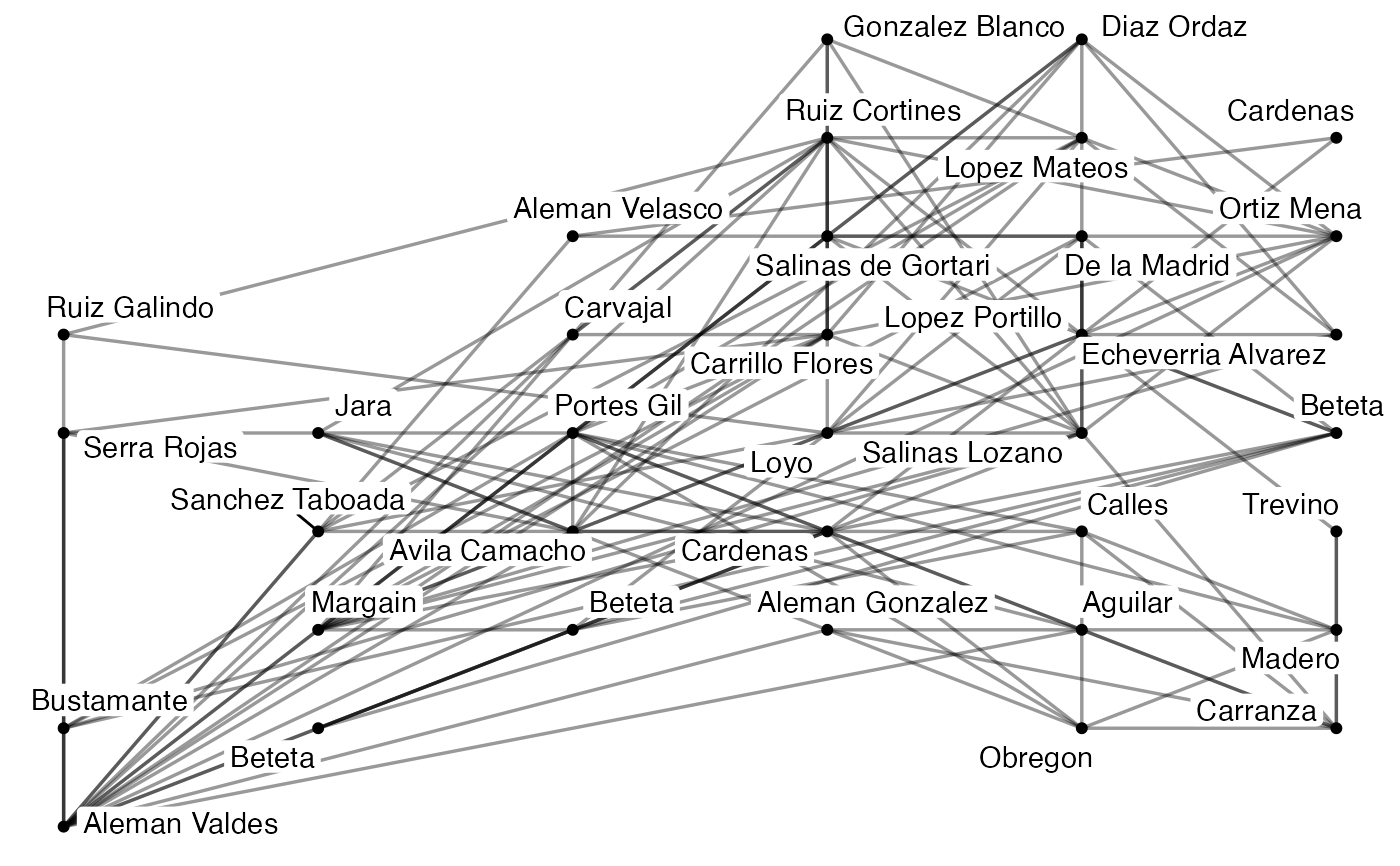 Gonzalez Blanco
Diaz Ordaz
Ruiz Cortines
Cardenas
Lopez Mateos
Aleman Velasco
Ortiz Mena
Salinas de Gortari
De la Madrid
Ruiz Galindo
Carvajal
Lopez Portillo
Carrillo Flores
Echeverria Alvarez
Jara
Portes Gil
Beteta
Serra Rojas
Loyo
Salinas Lozano
Sanchez Taboada
Calles
Trevino
Avila Camacho
Cardenas
Margain
Beteta
Aleman Gonzalez
Aguilar
Madero
Bustamante
Carranza
Beteta
Obregon
Aleman Valdes